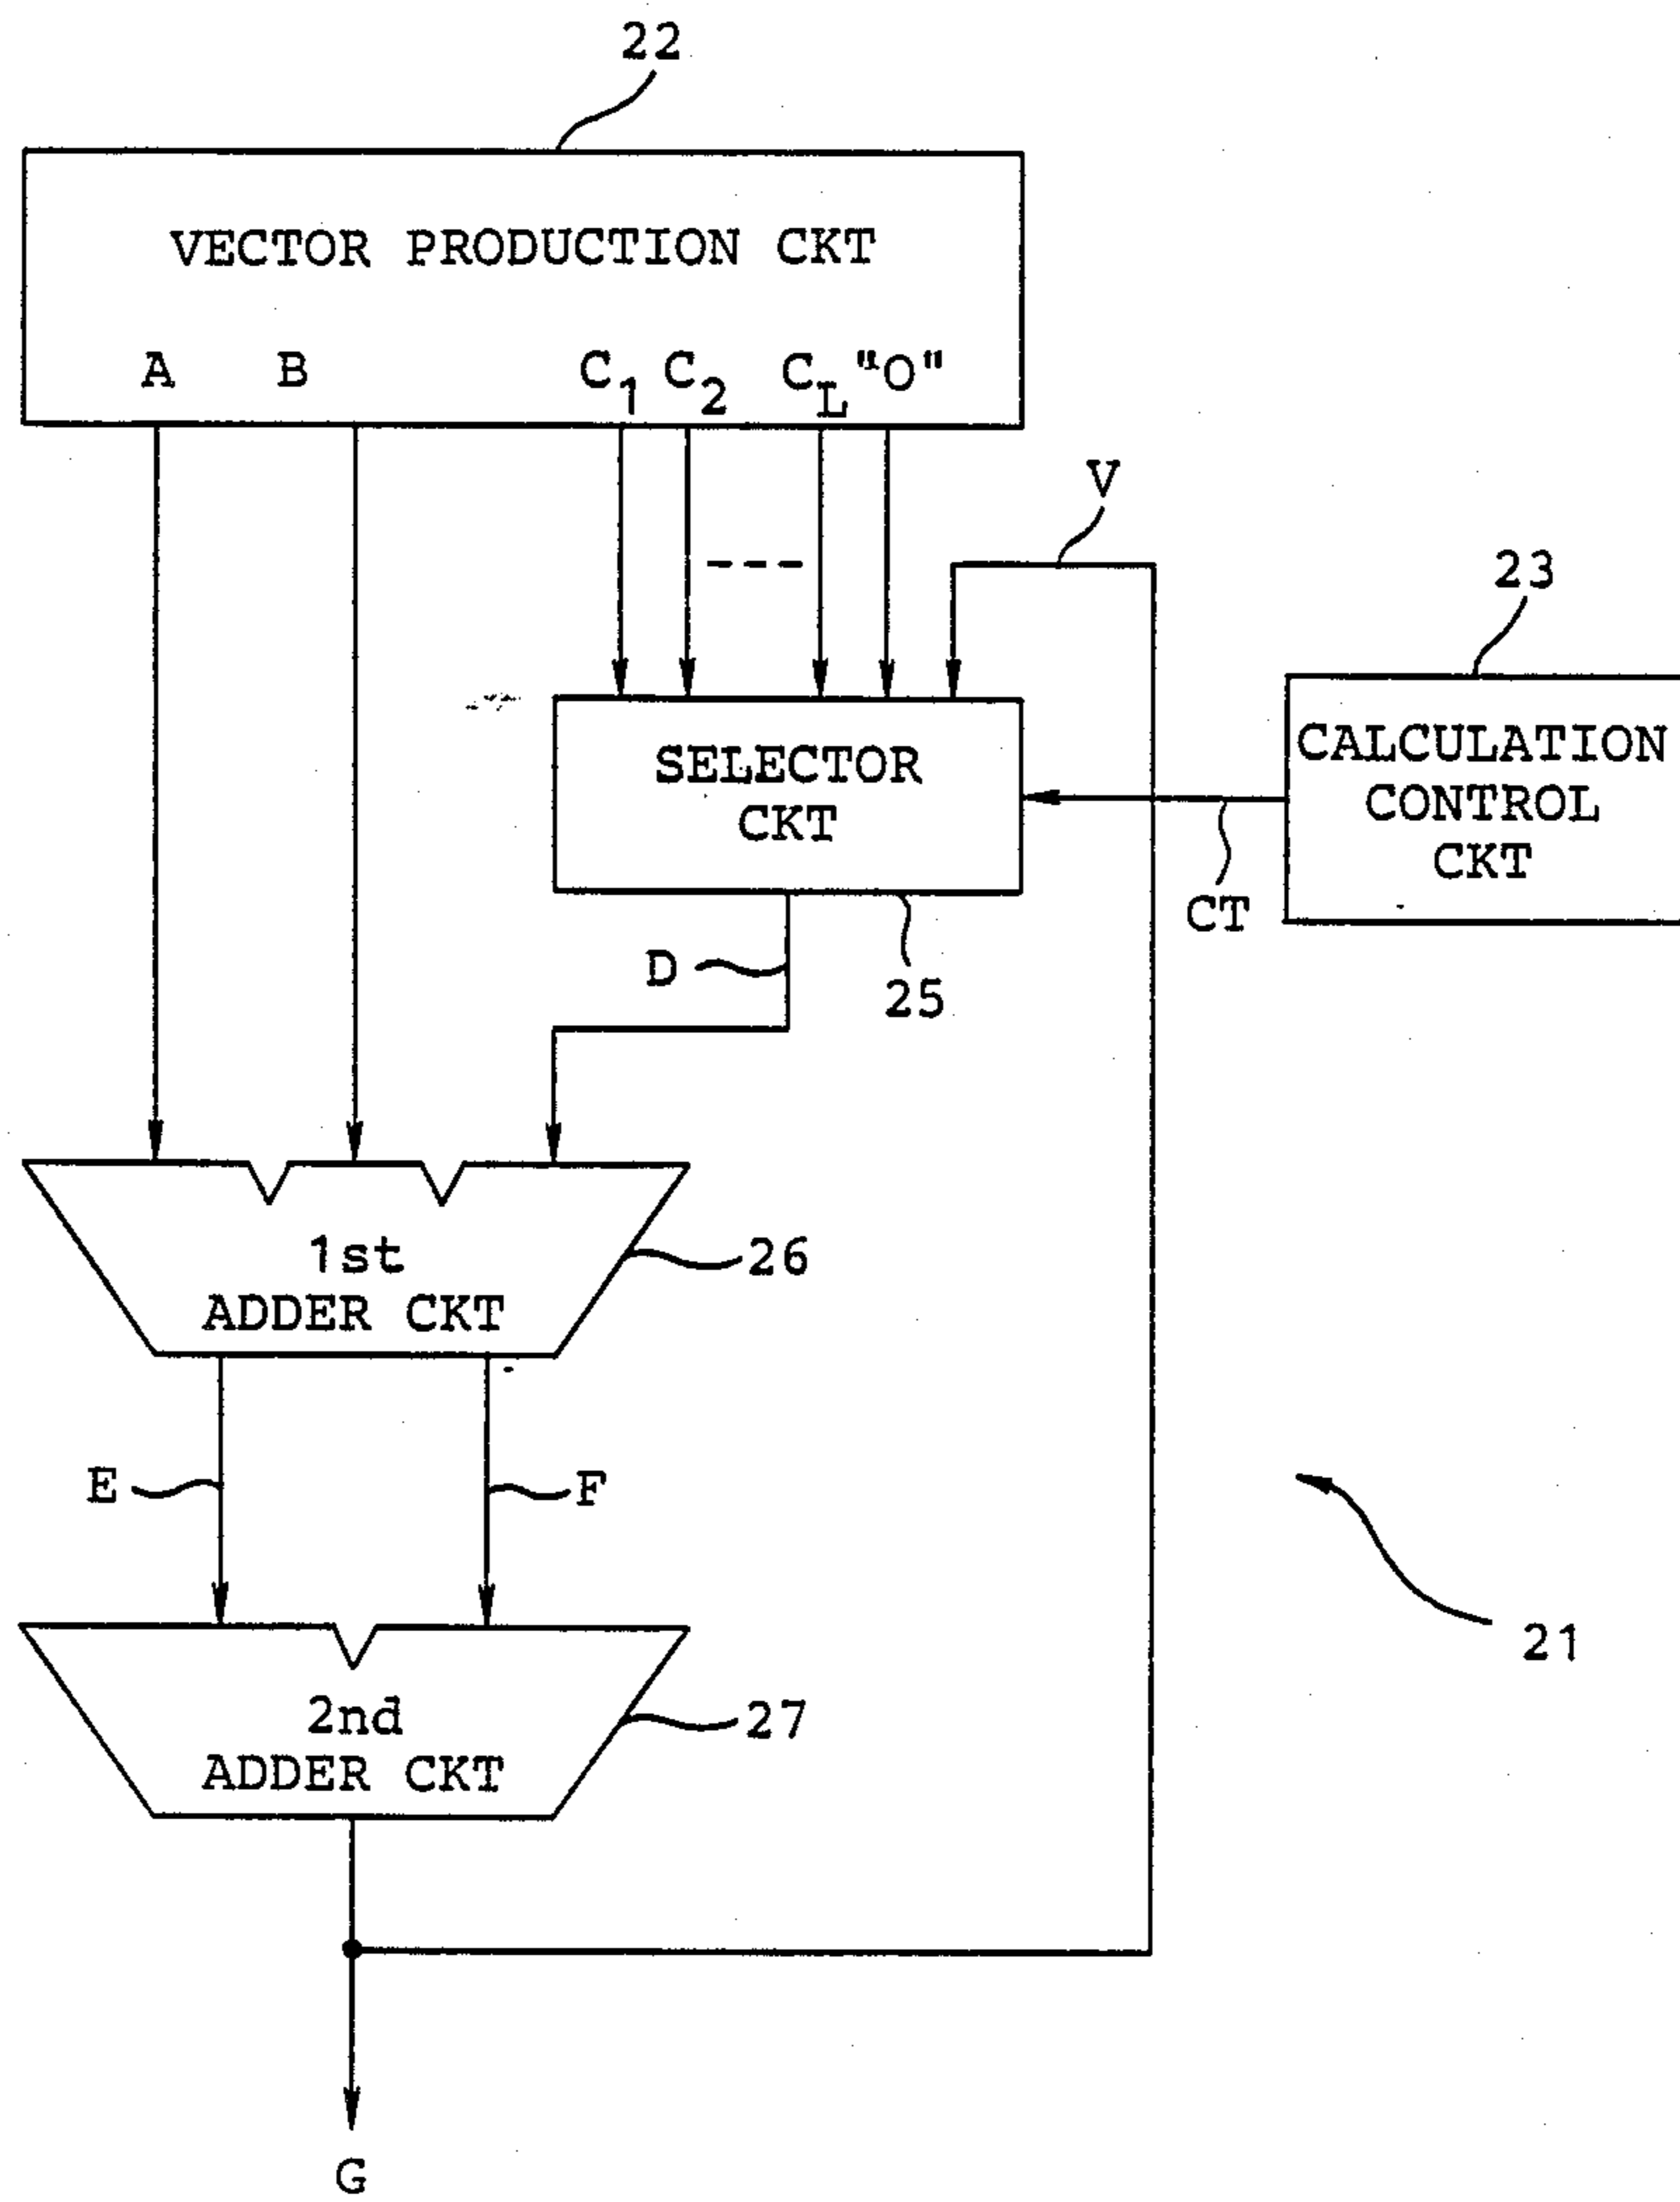 22
VECTOR PRODUCTION CKT
A B C1 C2 CL "O"
V
23
SELECTOR
CKT
CALCULATION
CONTROL
CKT
CT
D
25
1st
ADDER CKT
26
E
F
21
2nd
ADDER CKT
27
G